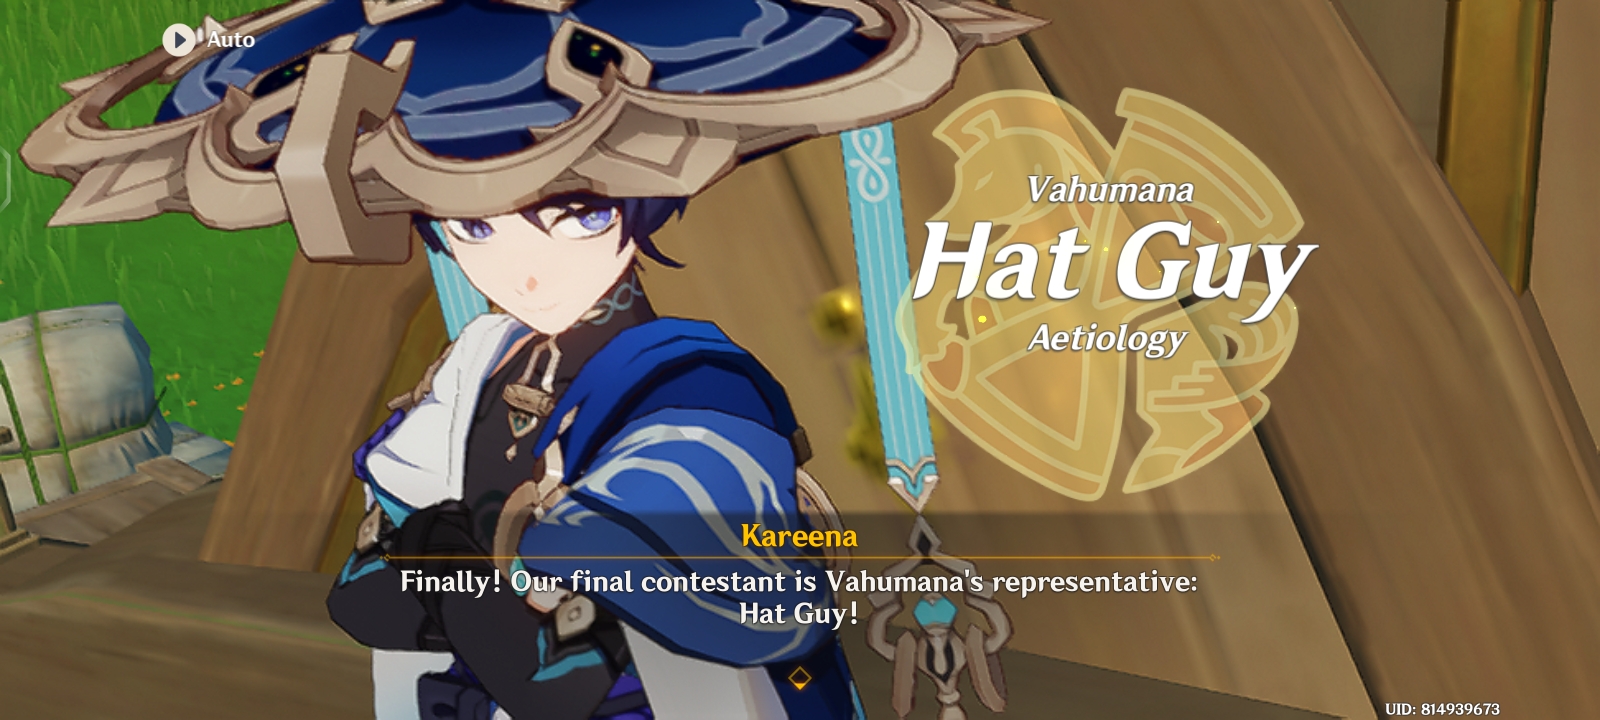 Auto
Vahumana
Hat Guy
Aetiology
Kareena
Finally! Our final contestant is Vahumana's representative:
Hat Guy!
UID: 814939673